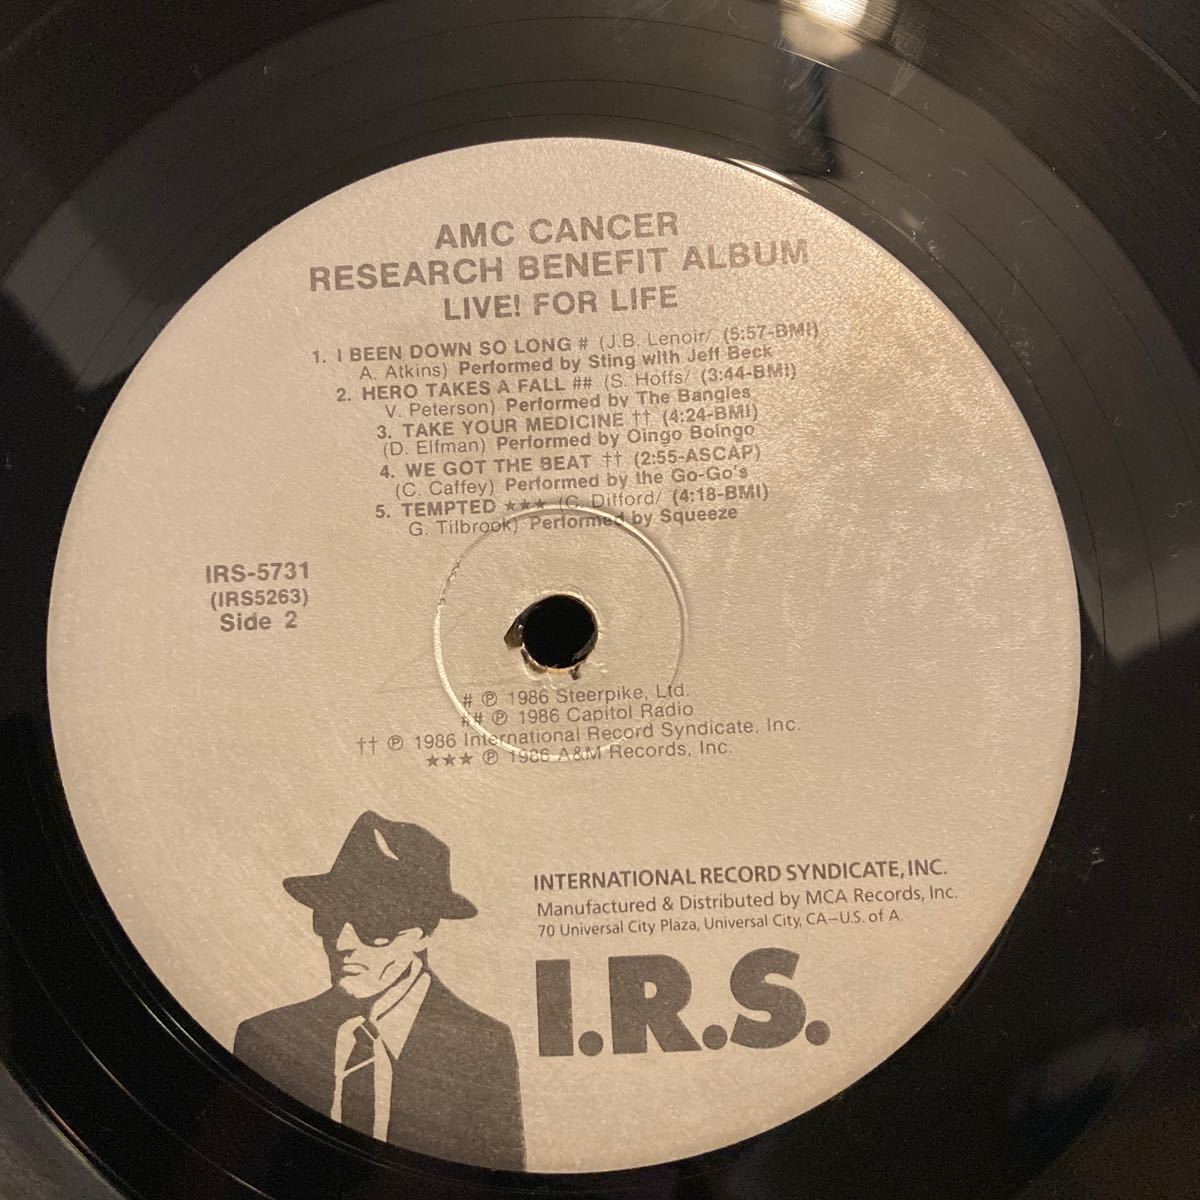 AMC CANCER
RESEARCH BENEFIT ALBUM
LIVE! FOR LIFE
1. I BEEN DOWN SO LONG # (J.B. Lenoir/ (5:57-BMI)
A. Atkins) Performed by Sting with Jeff Beck
2. HERO TAKES A FALL ## (S. Hoffs/ (3:44-BMI)
V. Peterson) Performed by The Bangles
3. TAKE YOUR MEDICINE †† (4:24-BMI)
(D. Elfman) Performed by Oingo Boingo
4. WE GOT THE BEAT †† (2:55-ASCAP)
(C. Caffey) Performed by the Go-Go's
5. TEMPTED ★★★ (C. Difford/ (4:18-BMI)
G. Tilbrook) Performed by Squeeze
IRS-5731
(IRS5263)
Side 2
# ℗ 1986 Steerpike, Ltd.
## ℗ 1986 Capitol Radio
†† ℗ 1986 International Record Syndicate, Inc.
★★★ ℗ 1986 A&M Records, Inc.
INTERNATIONAL RECORD SYNDICATE, INC.
Manufactured & Distributed by MCA Records, Inc.
70 Universal City Plaza, Universal City, CA–U.S. of A.
I.R.S.